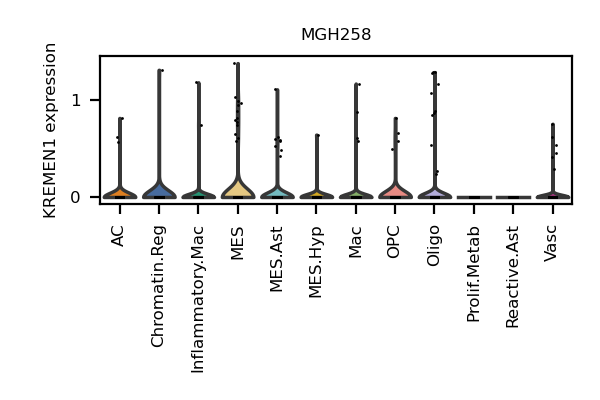 MGH258
KREMEN1 expression
1
0
AC
Chromatin.Reg
Inflammatory.Mac
MES
MES.Ast
MES.Hyp
Mac
OPC
Oligo
Prolif.Metab
Reactive.Ast
Vasc